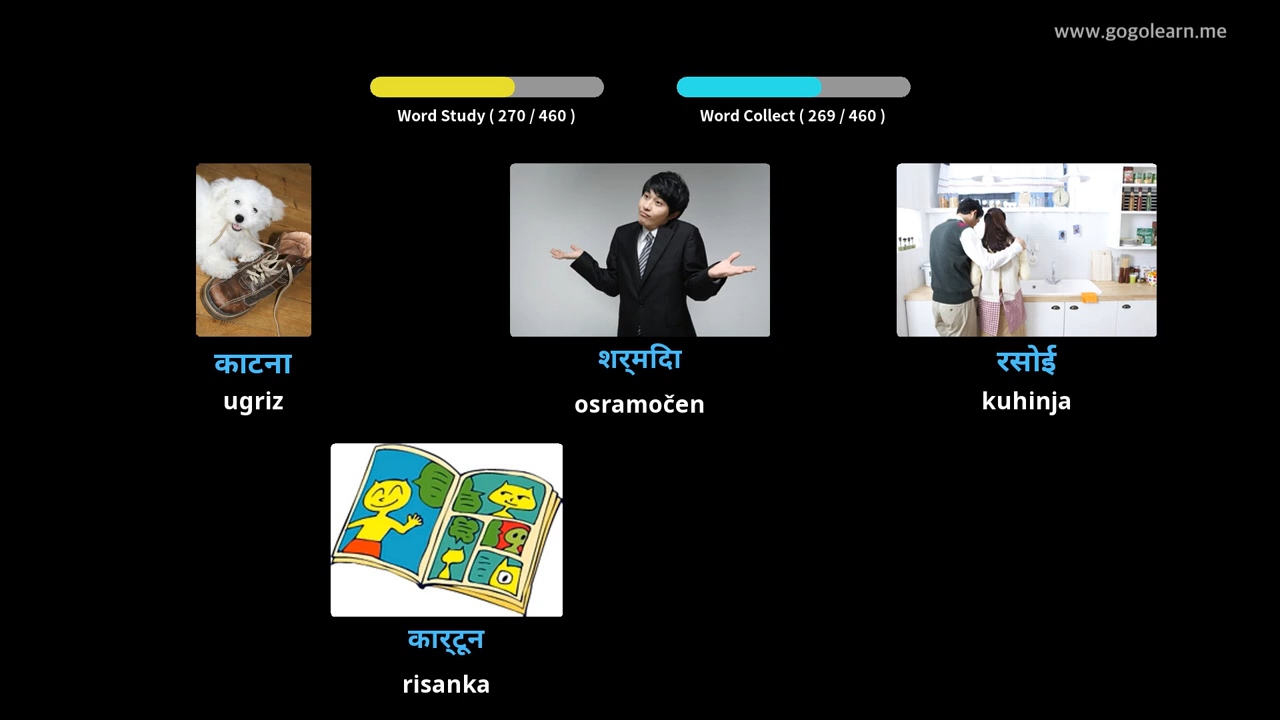 www.gogolearn.me
Word Study ( 270 / 460 )
Word Collect ( 269 / 460 )
काटना
ugriz
शर्मिदा
osramočen
रसोई
kuhinja
कार्टून
risanka